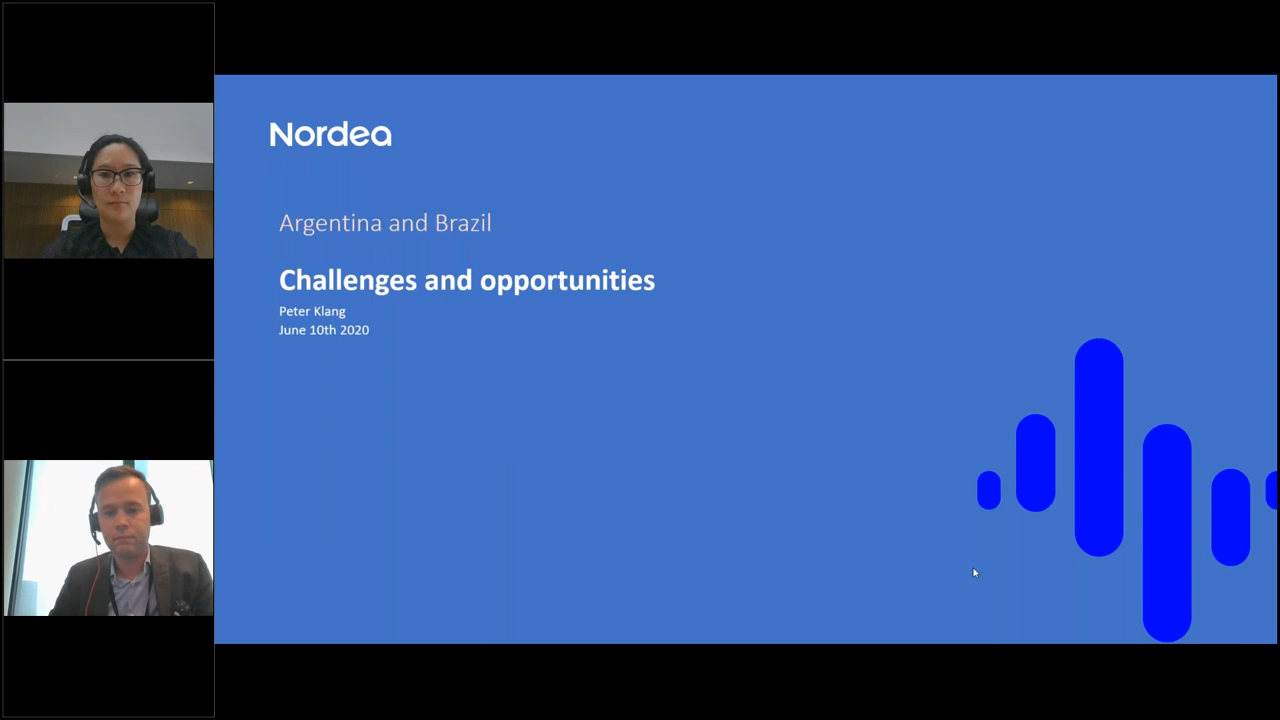 Nordea
Argentina and Brazil
Challenges and opportunities
Peter Klang
June 10th 2020